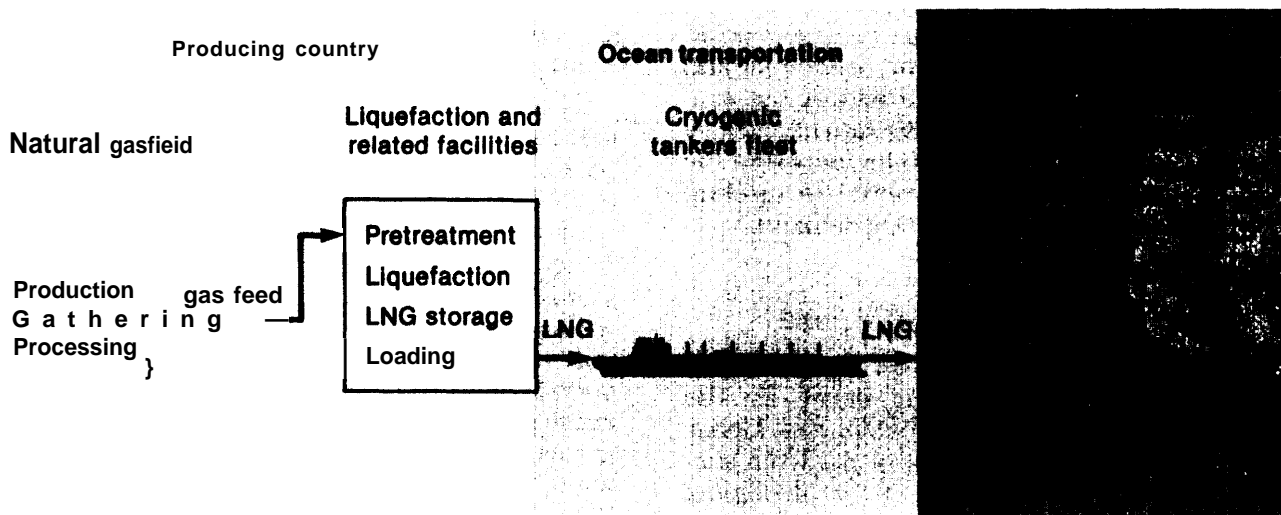 Producing country
Ocean transportation
Natural gasfieid
Liquefaction and
related facilities
Cryogenic
tankers fleet
Production
Gathering
Processing
}
gas feed
Pretreatment
Liquefaction
LNG storage
Loading
LNG
LNG